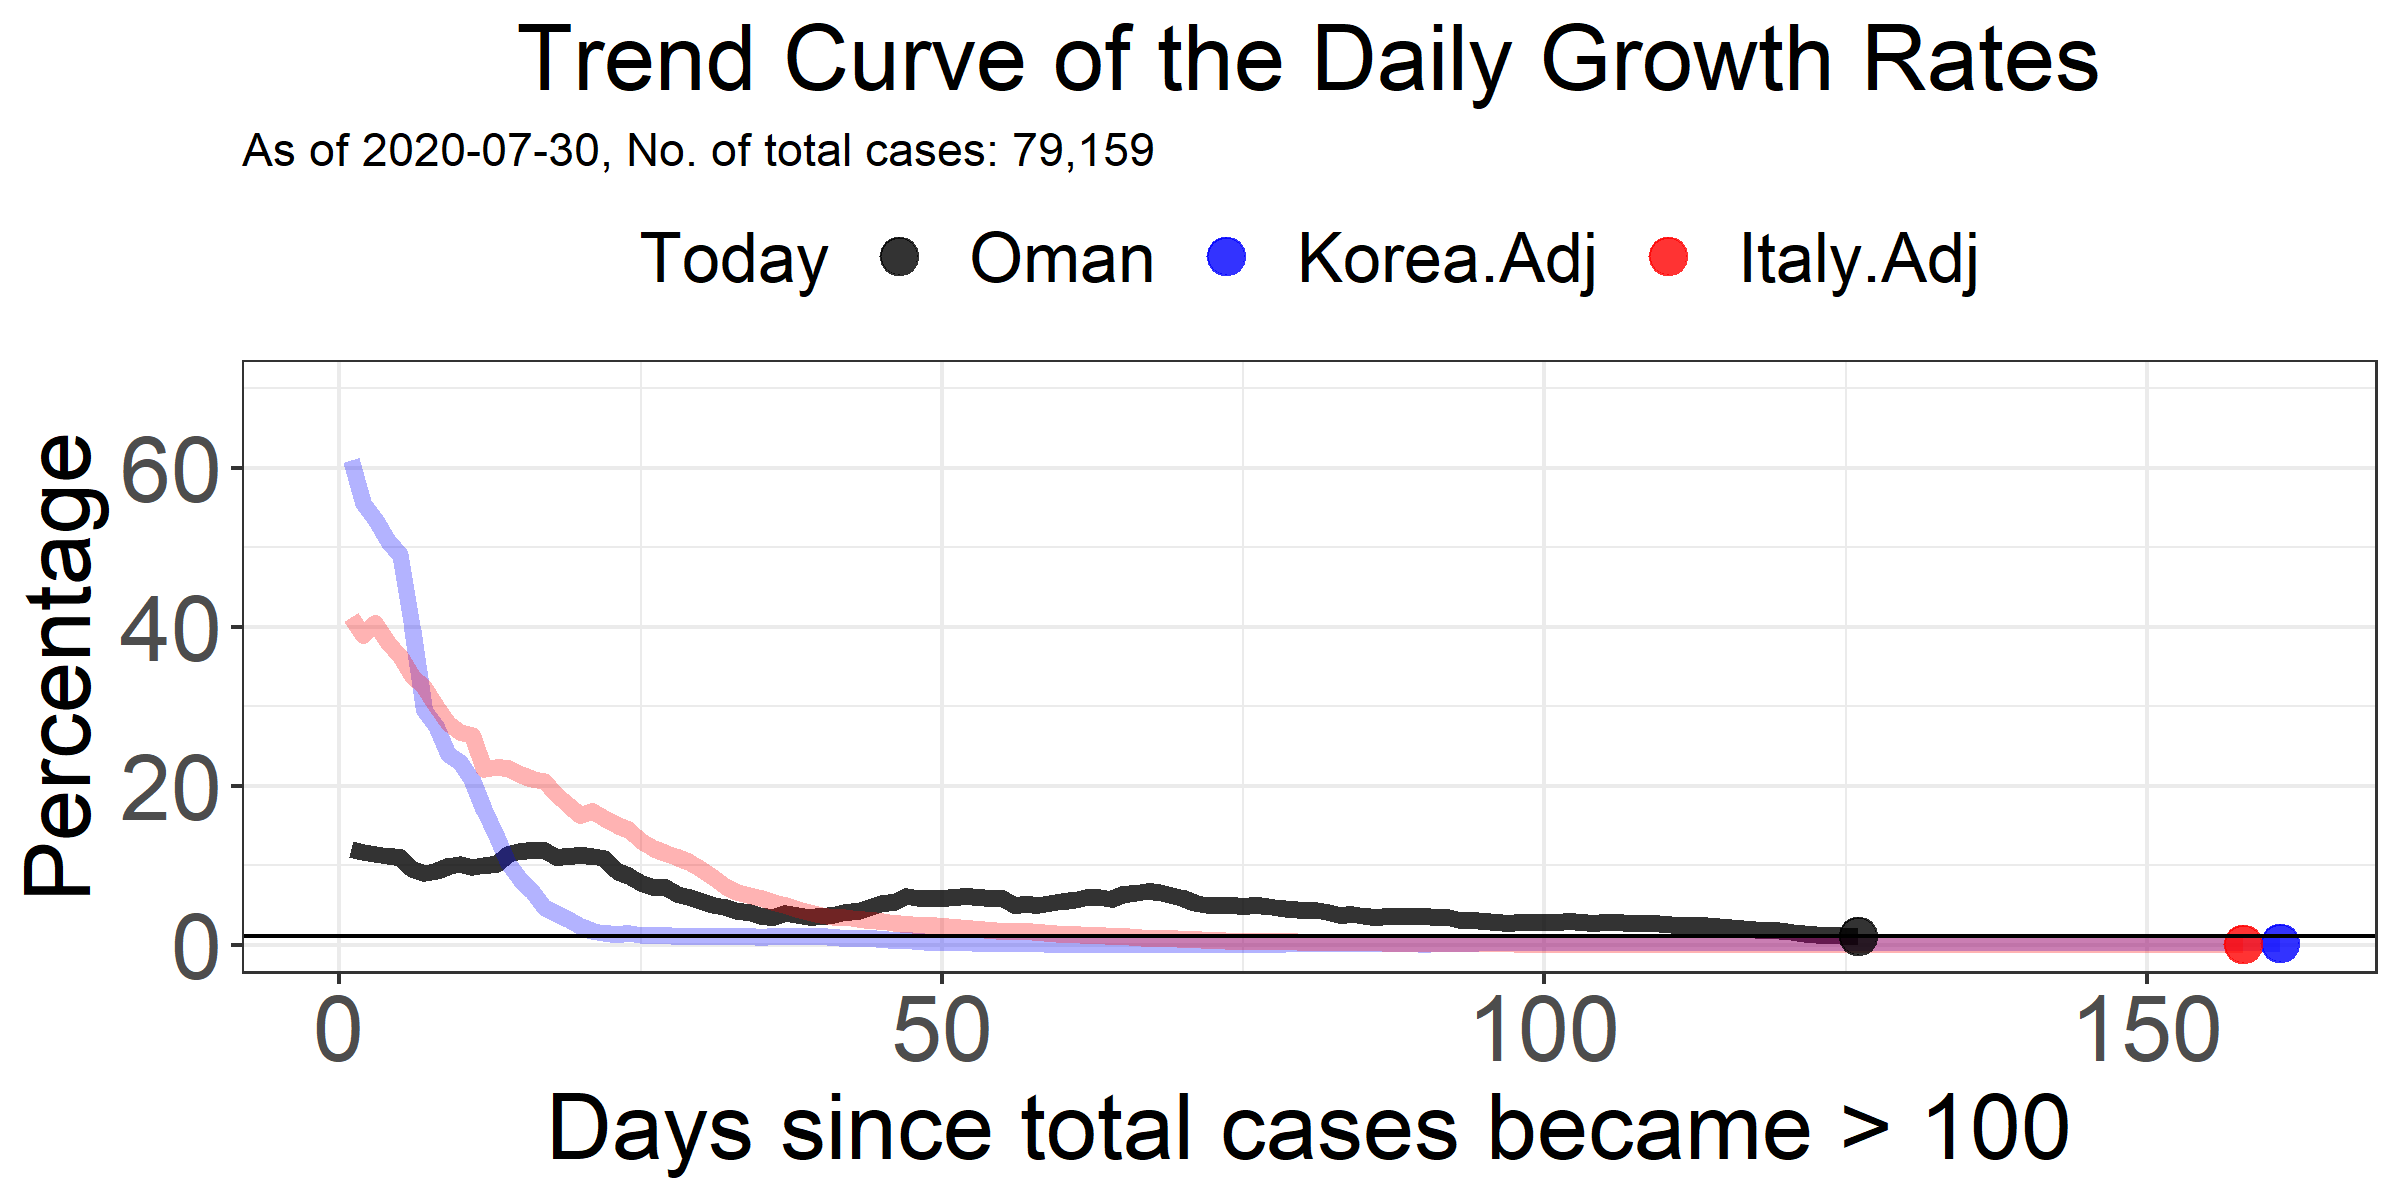 Trend Curve of the Daily Growth Rates
As of 2020-07-30, No. of total cases: 79,159
Today Oman Korea.Adj Italy.Adj
Percentage
60
40
20
0
0 50 100 150
Days since total cases became > 100